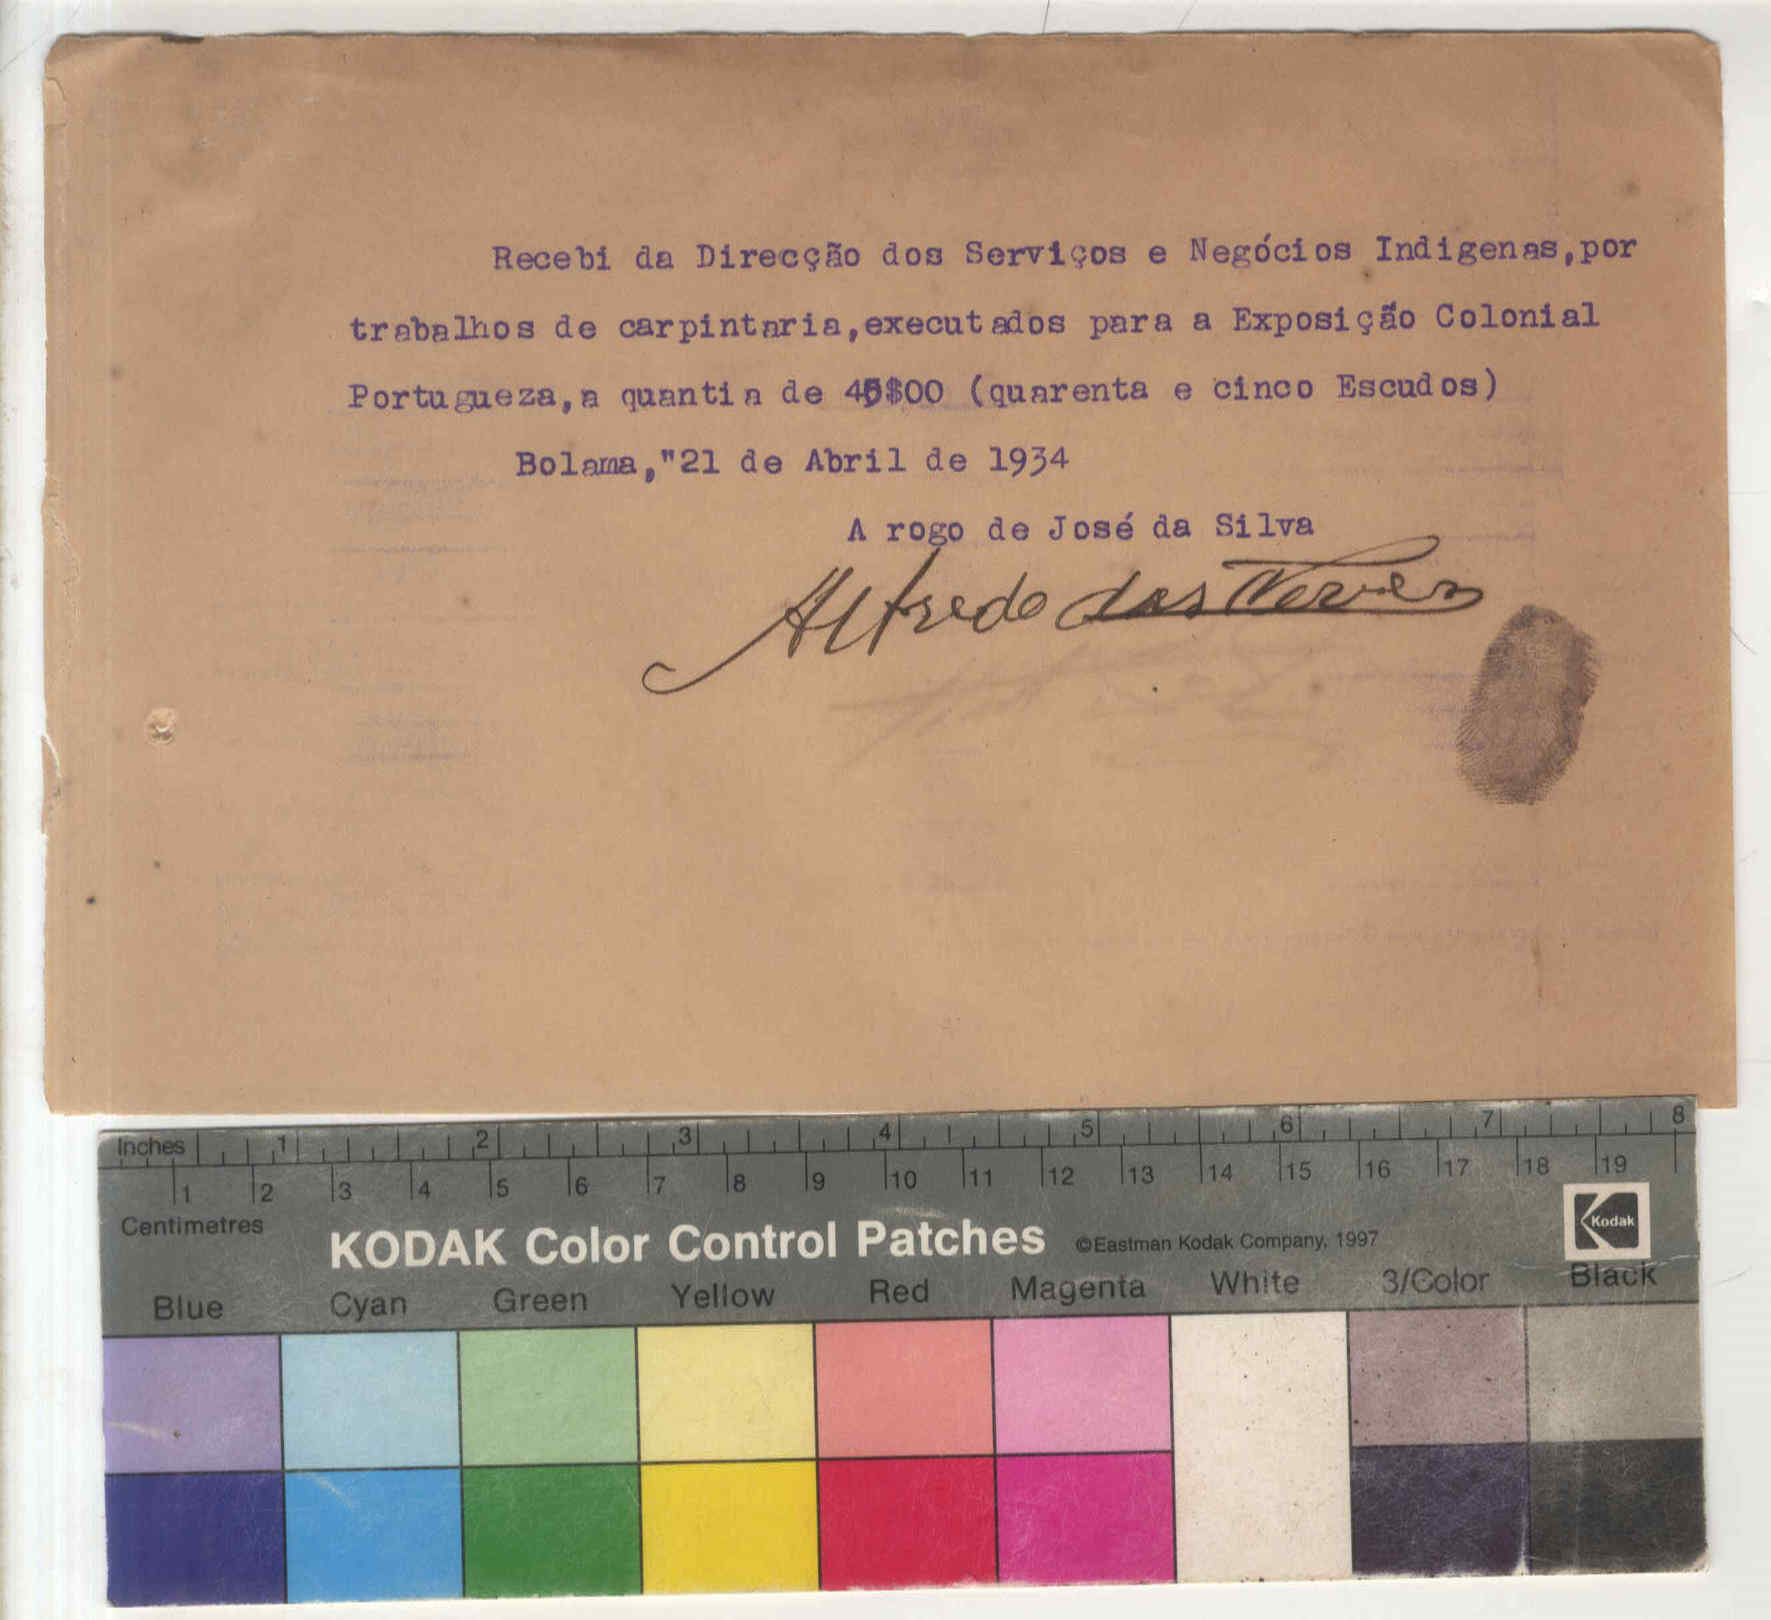 Recebi da Direcção dos Serviços e Negócios Indigenas,por
trabalhos de carpintaria,executados para a Exposição Colonial
Portugueza,a quantia de 45$00 (quarenta e cinco Escudos)
Bolama,"21 de Abril de 1934
A rogo de José da Silva
Alfredo das Neves
Inches 1 2 3 4 5 6 7 8
1 2 3 4 5 6 7 8 9 10 11 12 13 14 15 16 17 18 19
Centimetres
KODAK Color Control Patches ©Eastman Kodak Company, 1997 Kodak
Blue Cyan Green Yellow Red Magenta White 3/Color Black